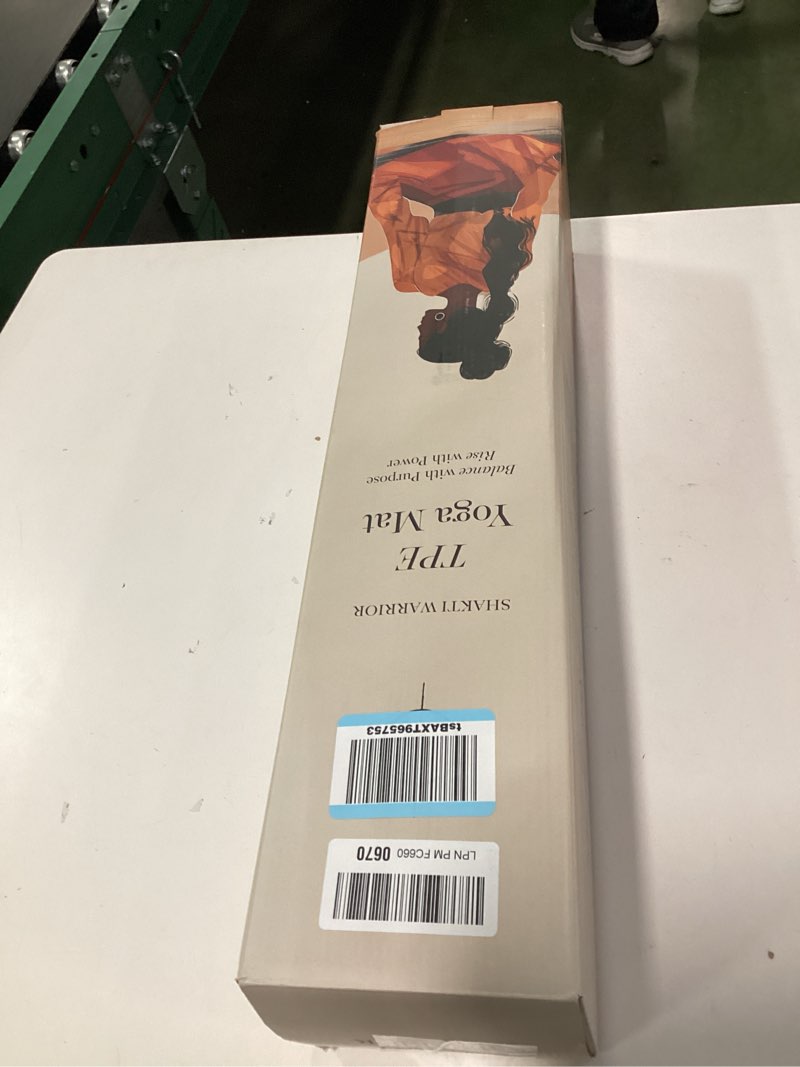 LPN PM FC660 0670
tsBAXT965753
SHAKTI WARRIOR
TPE
Yoga Mat
Balance with Purpose
Rise with Power